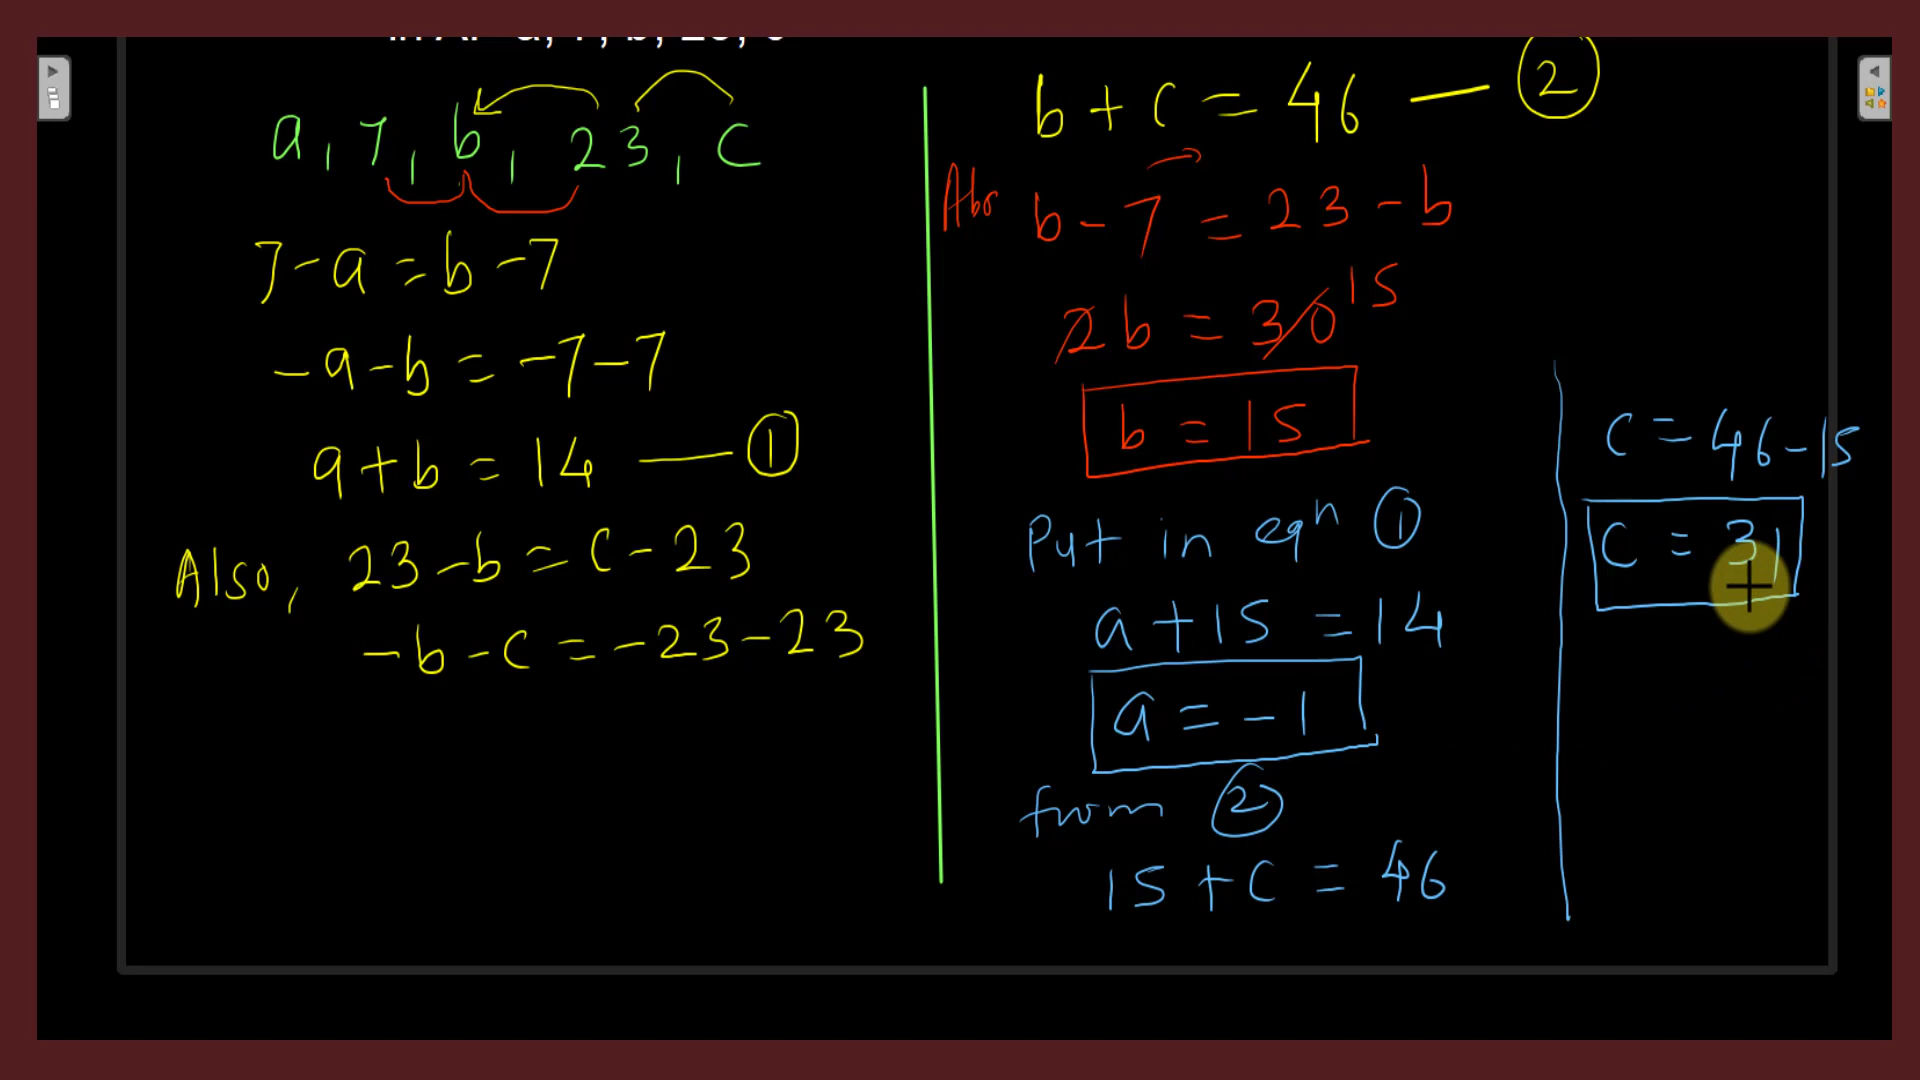 a, 7, b, 23, c
7-a=b-7
-a-b=-7-7
a+b=14 — ①
Also, 23-b=c-23
-b-c=-23-23
b+c=46 — ②
b-7=23-b
2b=30 15
b=15
Put in eqn ①
a+15=14
a=-1
from ②
15+c=46
c=46-15
c=31